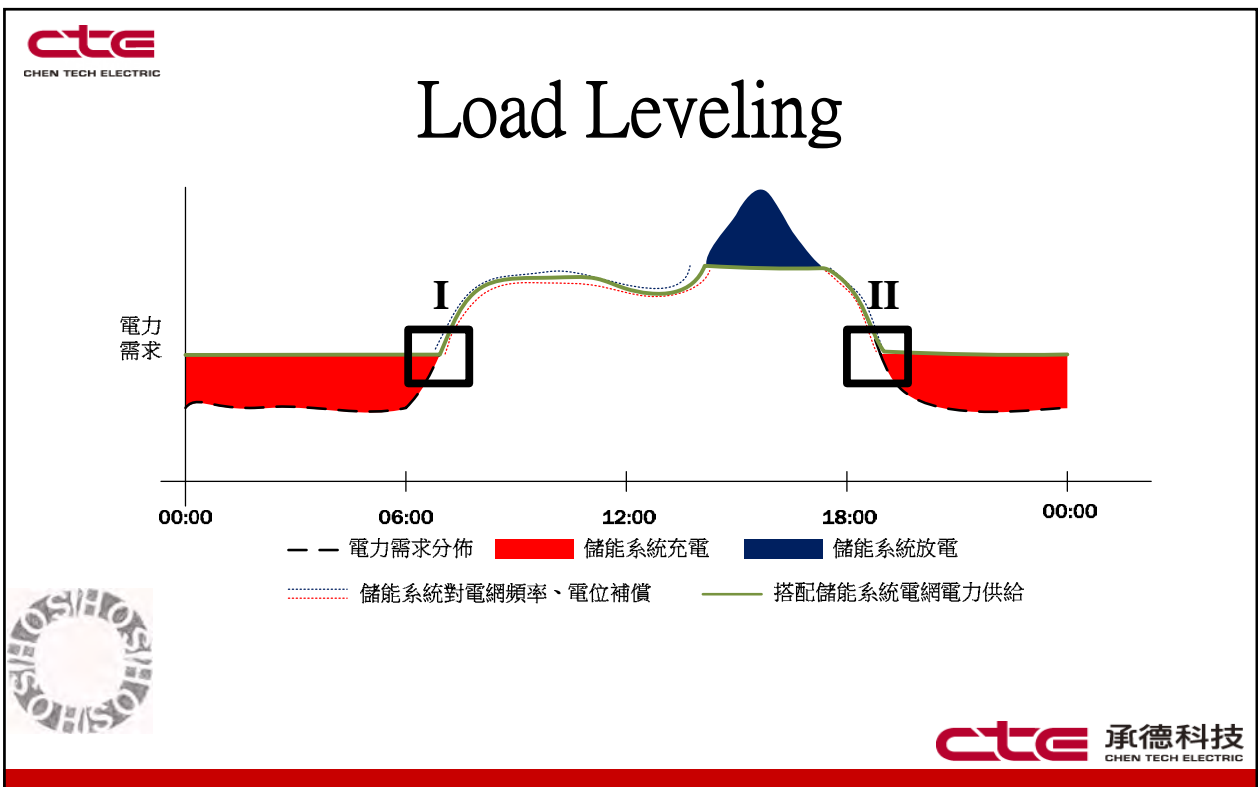 cte
CHEN TECH ELECTRIC
Load Leveling
I
II
電力
需求
00:00
06:00
12:00
18:00
00:00
電力需求分佈
儲能系統充電
儲能系統放電
儲能系統對電網頻率、電位補償
搭配儲能系統電網電力供給
cte 承德科技
CHEN TECH ELECTRIC